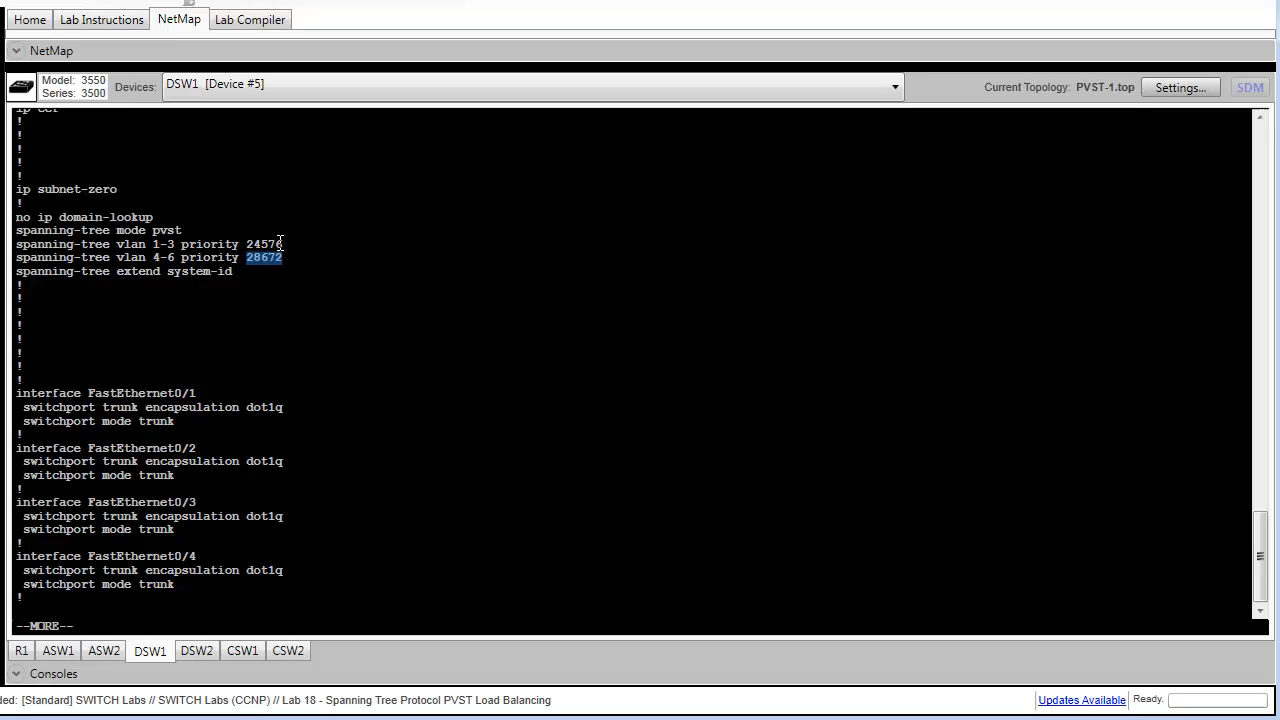 Home Lab Instructions NetMap Lab Compiler
NetMap
Model: 3550
Series: 3500
Devices: DSW1 [Device #5] Current Topology: PVST-1.top Settings... SDM
ip cef
!
!
!
!
!
ip subnet-zero
!
no ip domain-lookup
spanning-tree mode pvst
spanning-tree vlan 1-3 priority 24576
spanning-tree vlan 4-6 priority 28672
spanning-tree extend system-id
!
!
!
!
!
!
!
!
interface FastEthernet0/1
switchport trunk encapsulation dot1q
switchport mode trunk
!
interface FastEthernet0/2
switchport trunk encapsulation dot1q
switchport mode trunk
!
interface FastEthernet0/3
switchport trunk encapsulation dot1q
switchport mode trunk
!
interface FastEthernet0/4
switchport trunk encapsulation dot1q
switchport mode trunk
!
--MORE--
R1 ASW1 ASW2 DSW1 DSW2 CSW1 CSW2
Consoles
ded: [Standard] SWITCH Labs // SWITCH Labs (CCNP) // Lab 18 - Spanning Tree Protocol PVST Load Balancing Updates Available Ready.